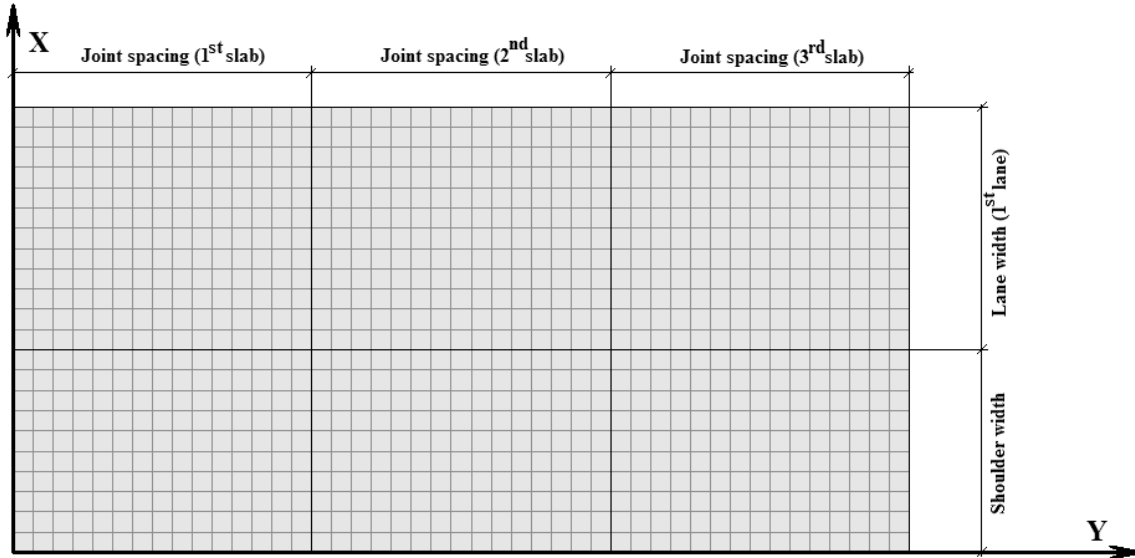 X
Joint spacing (1st slab)
Joint spacing (2nd slab)
Joint spacing (3rd slab)
Lane width (1st lane)
Shoulder width
Y